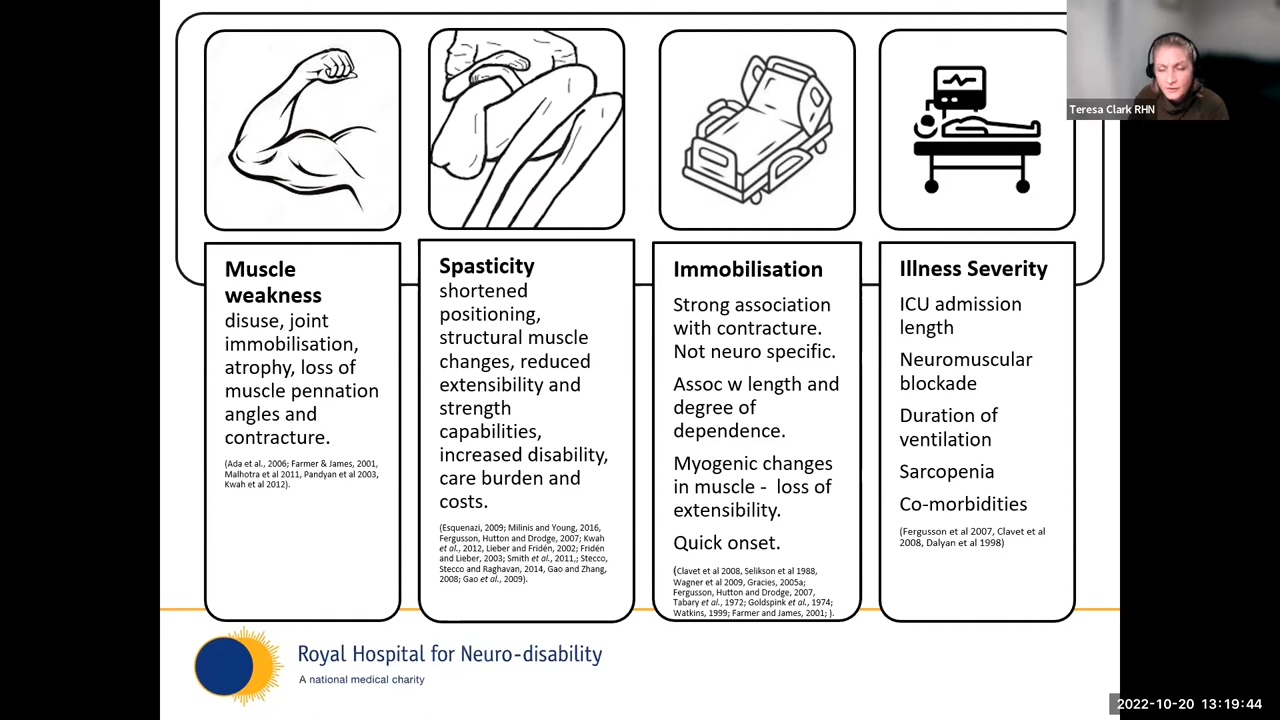 Teresa Clark RHN
Muscle
weakness
disuse, joint
immobilisation,
atrophy, loss of
muscle pennation
angles and
contracture.
(Ada et al., 2006; Farmer & James, 2001,
Malhotra et al 2011, Pandyan et al 2003,
Kwah et al 2012).
Spasticity
shortened
positioning,
structural muscle
changes, reduced
extensibility and
strength
capabilities,
increased disability,
care burden and
costs.
(Esquenazi, 2009; Milinis and Young, 2016,
Fergusson, Hutton and Drodge, 2007; Kwah
et al., 2012, Lieber and Fridén, 2002; Fridén
and Lieber, 2003; Smith et al., 2011,; Stecco,
Stecco and Raghavan, 2014, Gao and Zhang,
2008; Gao et al., 2009).
Immobilisation
Strong association
with contracture.
Not neuro specific.
Assoc w length and
degree of
dependence.
Myogenic changes
in muscle - loss of
extensibility.
Quick onset.
(Clavet et al 2008, Selikson et al 1988,
Wagner et al 2009, Gracies, 2005a;
Fergusson, Hutton and Drodge, 2007,
Tabary et al., 1972; Goldspink et al., 1974;
Watkins, 1999; Farmer and James, 2001; ).
Illness Severity
ICU admission
length
Neuromuscular
blockade
Duration of
ventilation
Sarcopenia
Co-morbidities
(Fergusson et al 2007, Clavet et al
2008, Dalyan et al 1998)
Royal Hospital for Neuro-disability
A national medical charity
2022-10-20 13:19:44